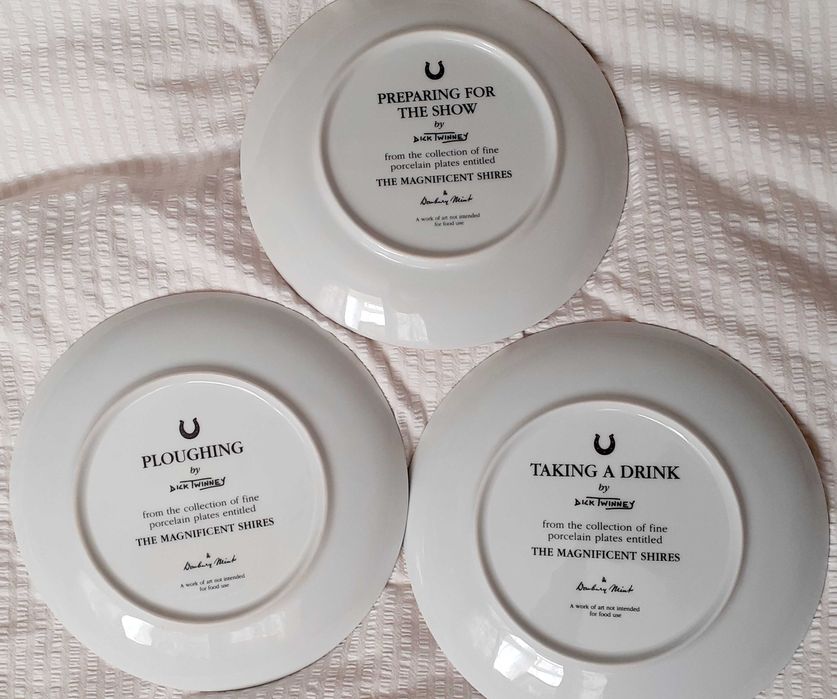 PREPARING FOR
THE SHOW
by
DICK TWINNEY
from the collection of fine
porcelain plates entitled
THE MAGNIFICENT SHIRES
Danbury Mint
A work of art not intended
for food use
PLOUGHING
by
DICK TWINNEY
from the collection of fine
porcelain plates entitled
THE MAGNIFICENT SHIRES
Danbury Mint
A work of art not intended
for food use
TAKING A DRINK
by
DICK TWINNEY
from the collection of fine
porcelain plates entitled
THE MAGNIFICENT SHIRES
Danbury Mint
A work of art not intended
for food use